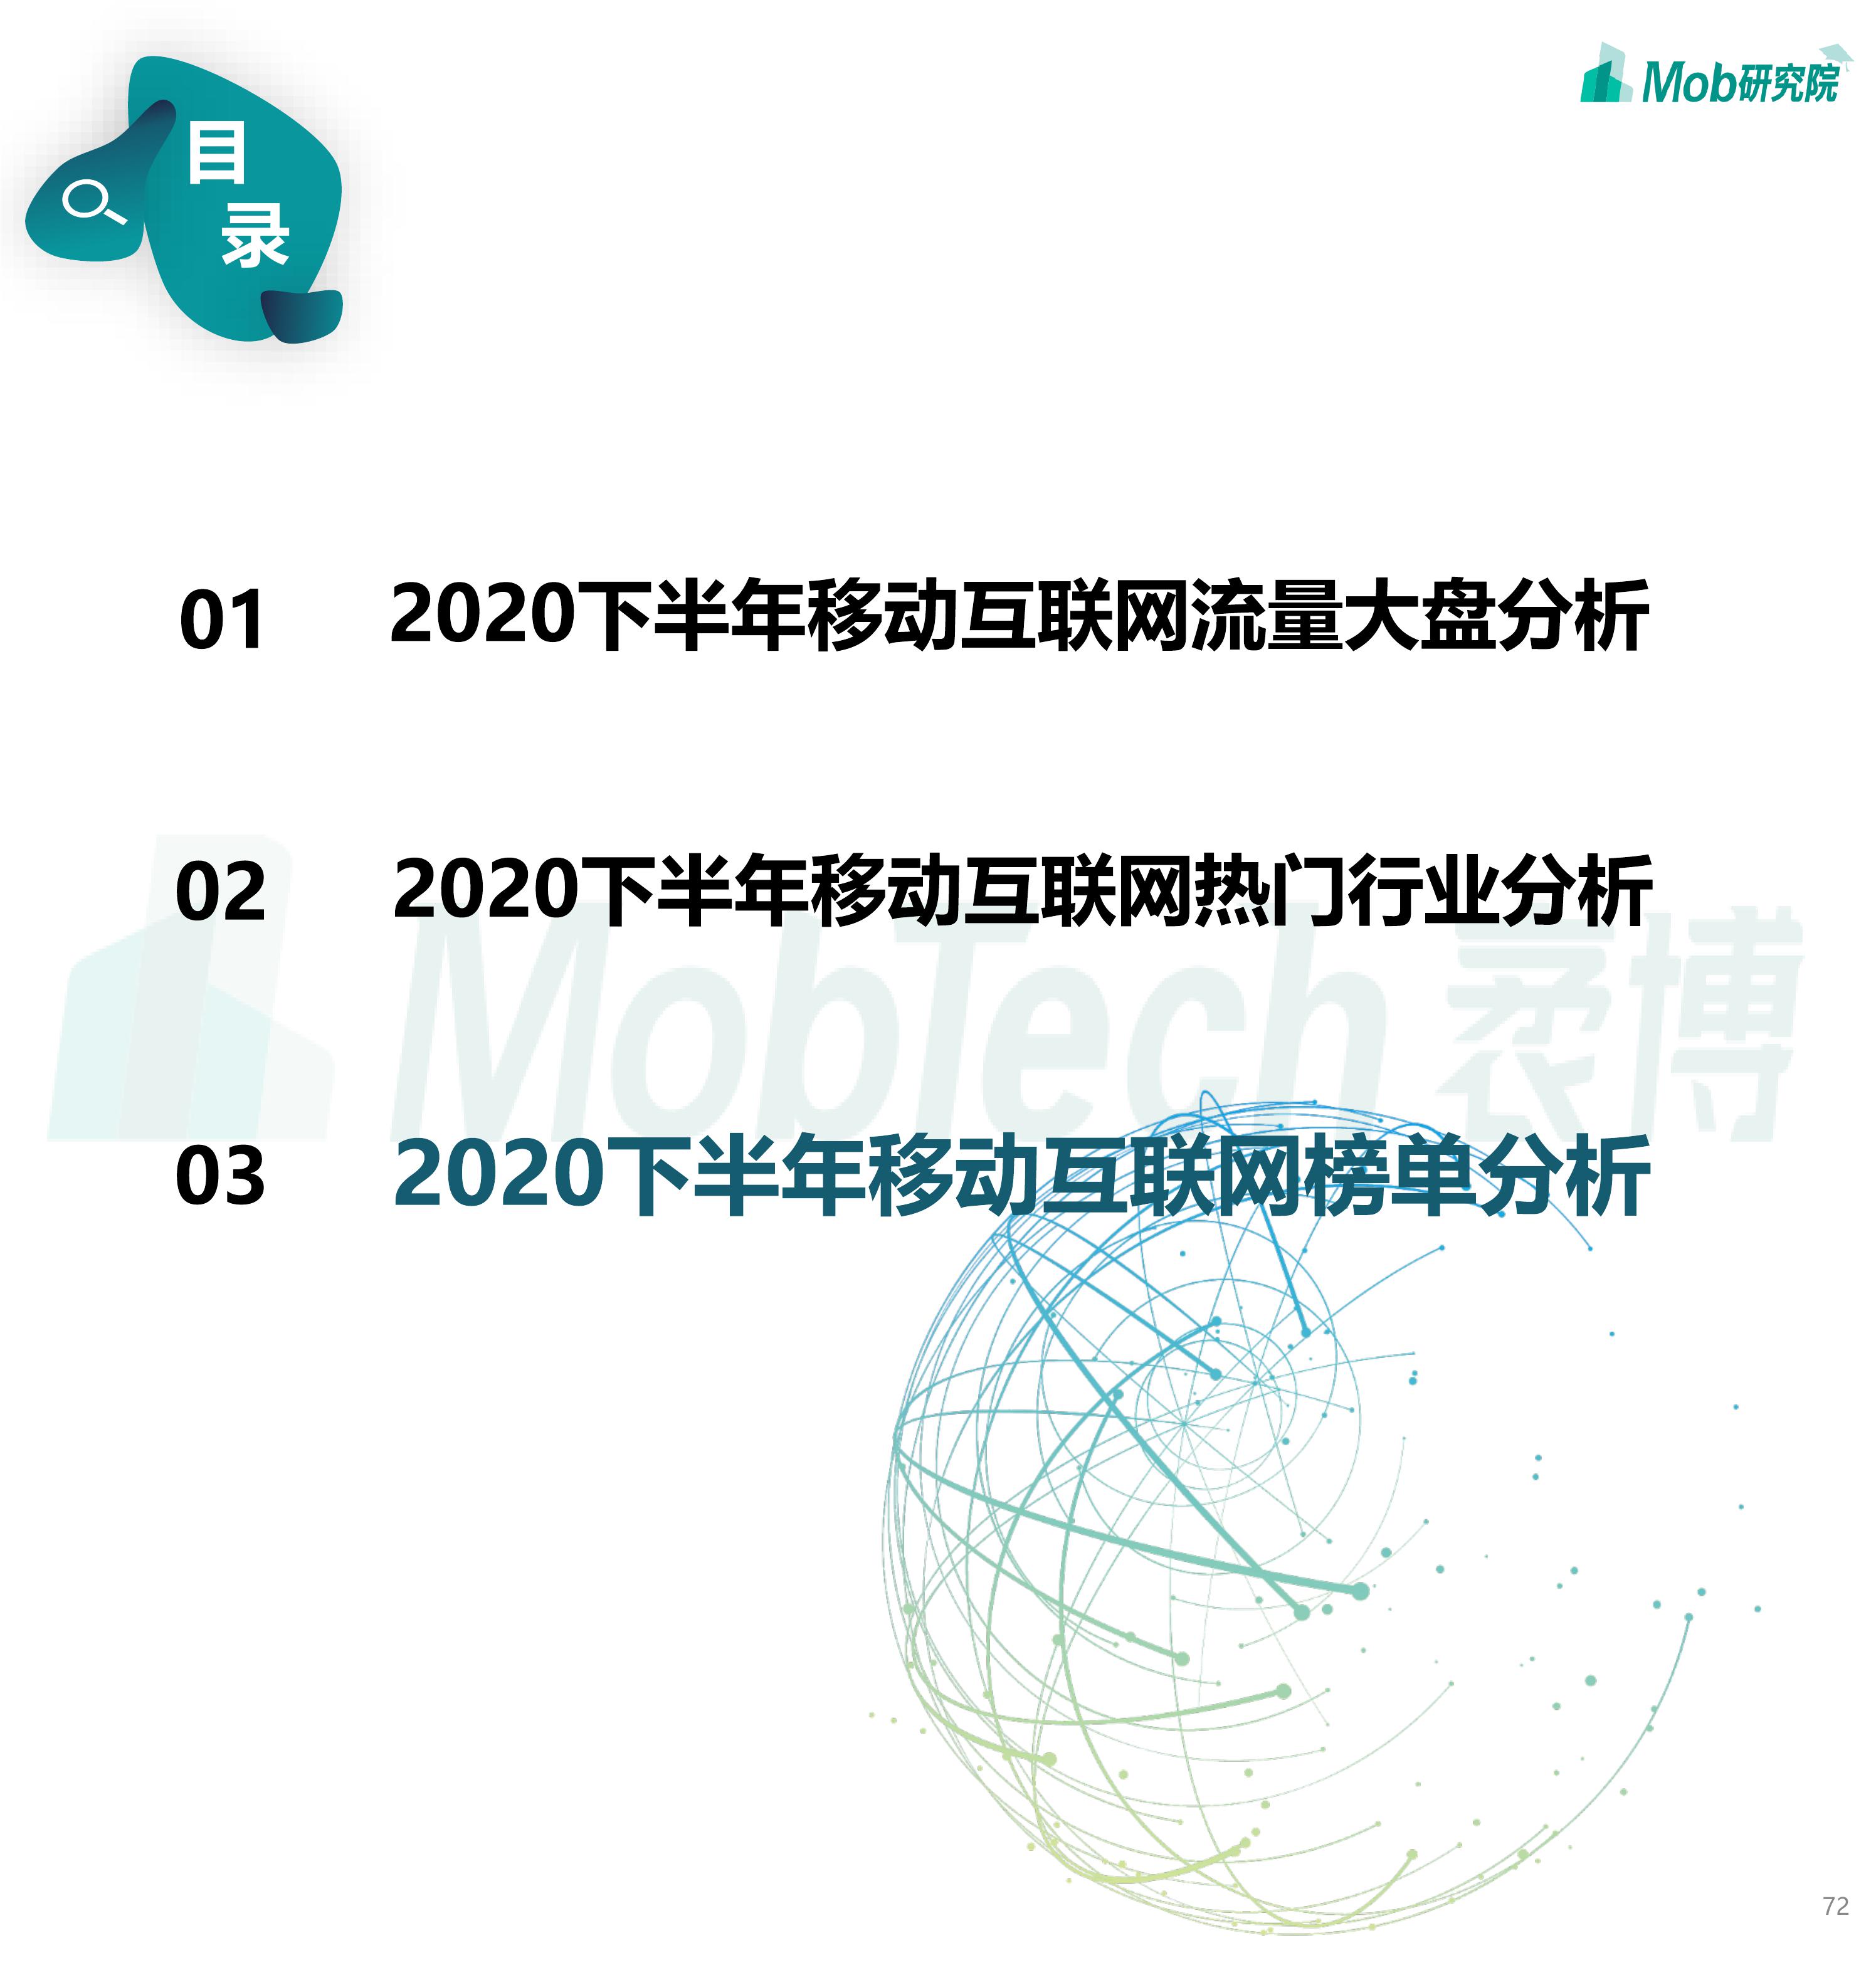 目
录
Mob研究院
01 2020下半年移动互联网流量大盘分析
02 2020下半年移动互联网热门行业分析
MobTech 袤博
03 2020下半年移动互联网榜单分析
72